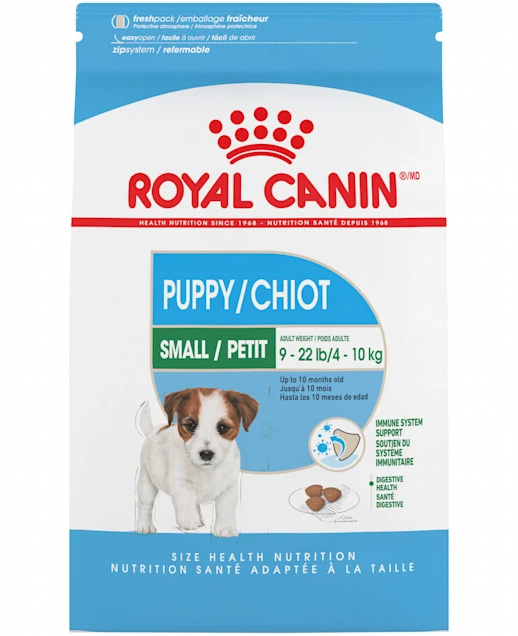 freshpack/emballage fraîcheur
Protective atmosphere / Atmosphère protectrice
easyopen / facile à ouvrir / fácil de abrir
zipsystem / refermable
ROYAL CANIN®/MD
HEALTH NUTRITION SINCE 1968 - NUTRITION SANTÉ DEPUIS 1968
PUPPY/CHIOT
SMALL / PETIT
ADULT WEIGHT / POIDS ADULTE
9 - 22 lb/4 - 10 kg
Up to 10 months old
Jusqu'à 10 mois
Hasta los 10 meses de edad
IMMUNE SYSTEM
SUPPORT
SOUTIEN DU
SYSTÈME
IMMUNITAIRE
DIGESTIVE
HEALTH
SANTÉ
DIGESTIVE
SIZE HEALTH NUTRITION
NUTRITION SANTÉ ADAPTÉE À LA TAILLE